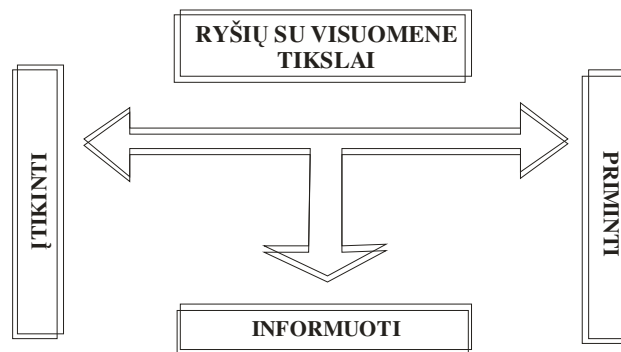 RYŠIŲ SU VISUOMENE
TIKSLAI
ĮTIKINTI
PRIMINTI
INFORMUOTI